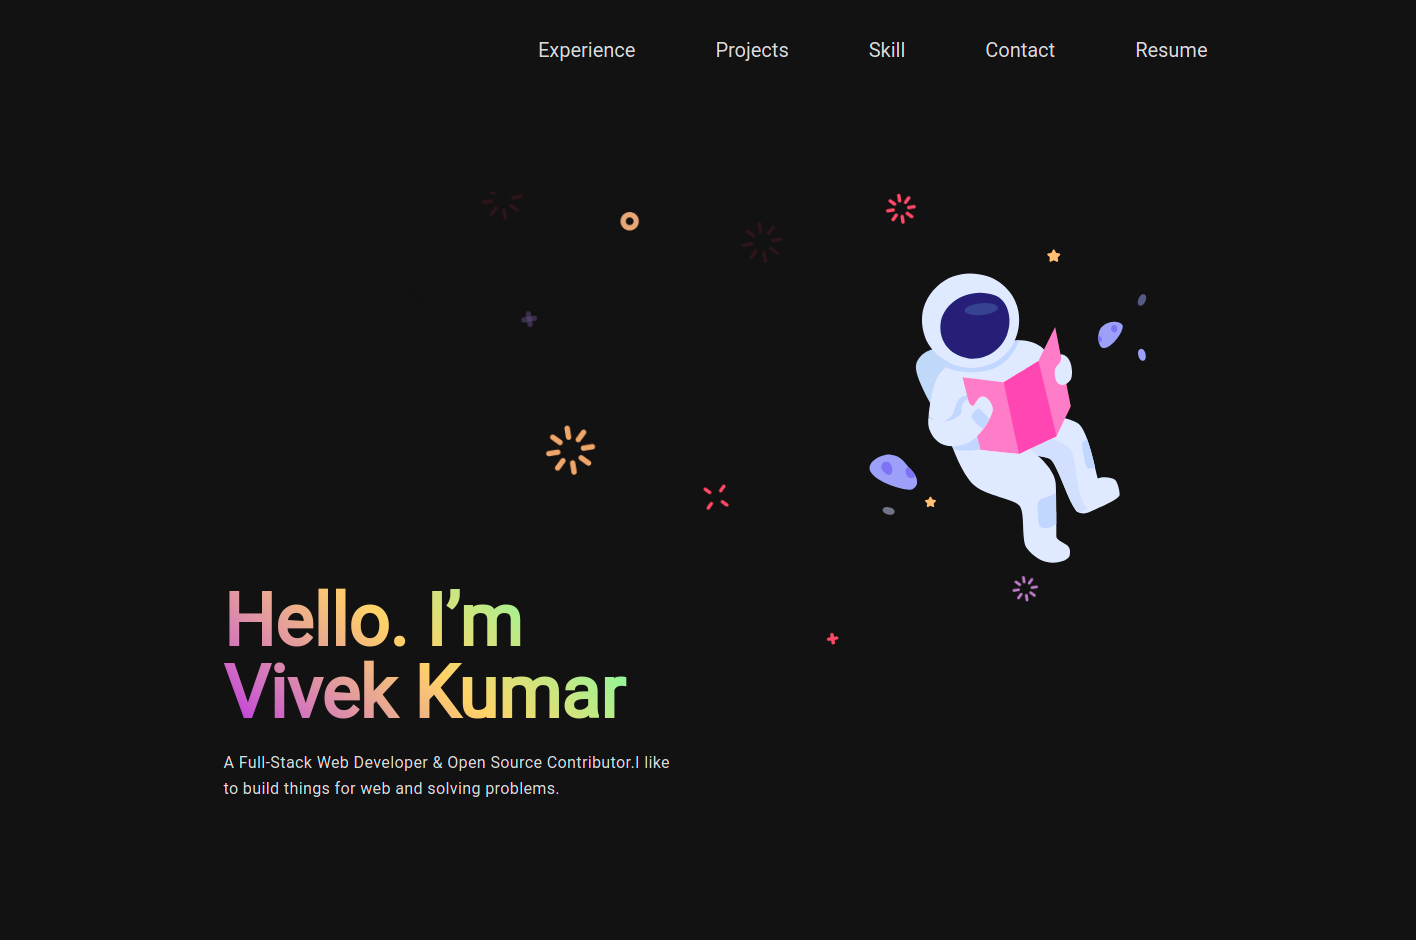 Experience Projects Skill Contact Resume
Hello. I’m
Vivek Kumar
A Full-Stack Web Developer & Open Source Contributor.I like
to build things for web and solving problems.